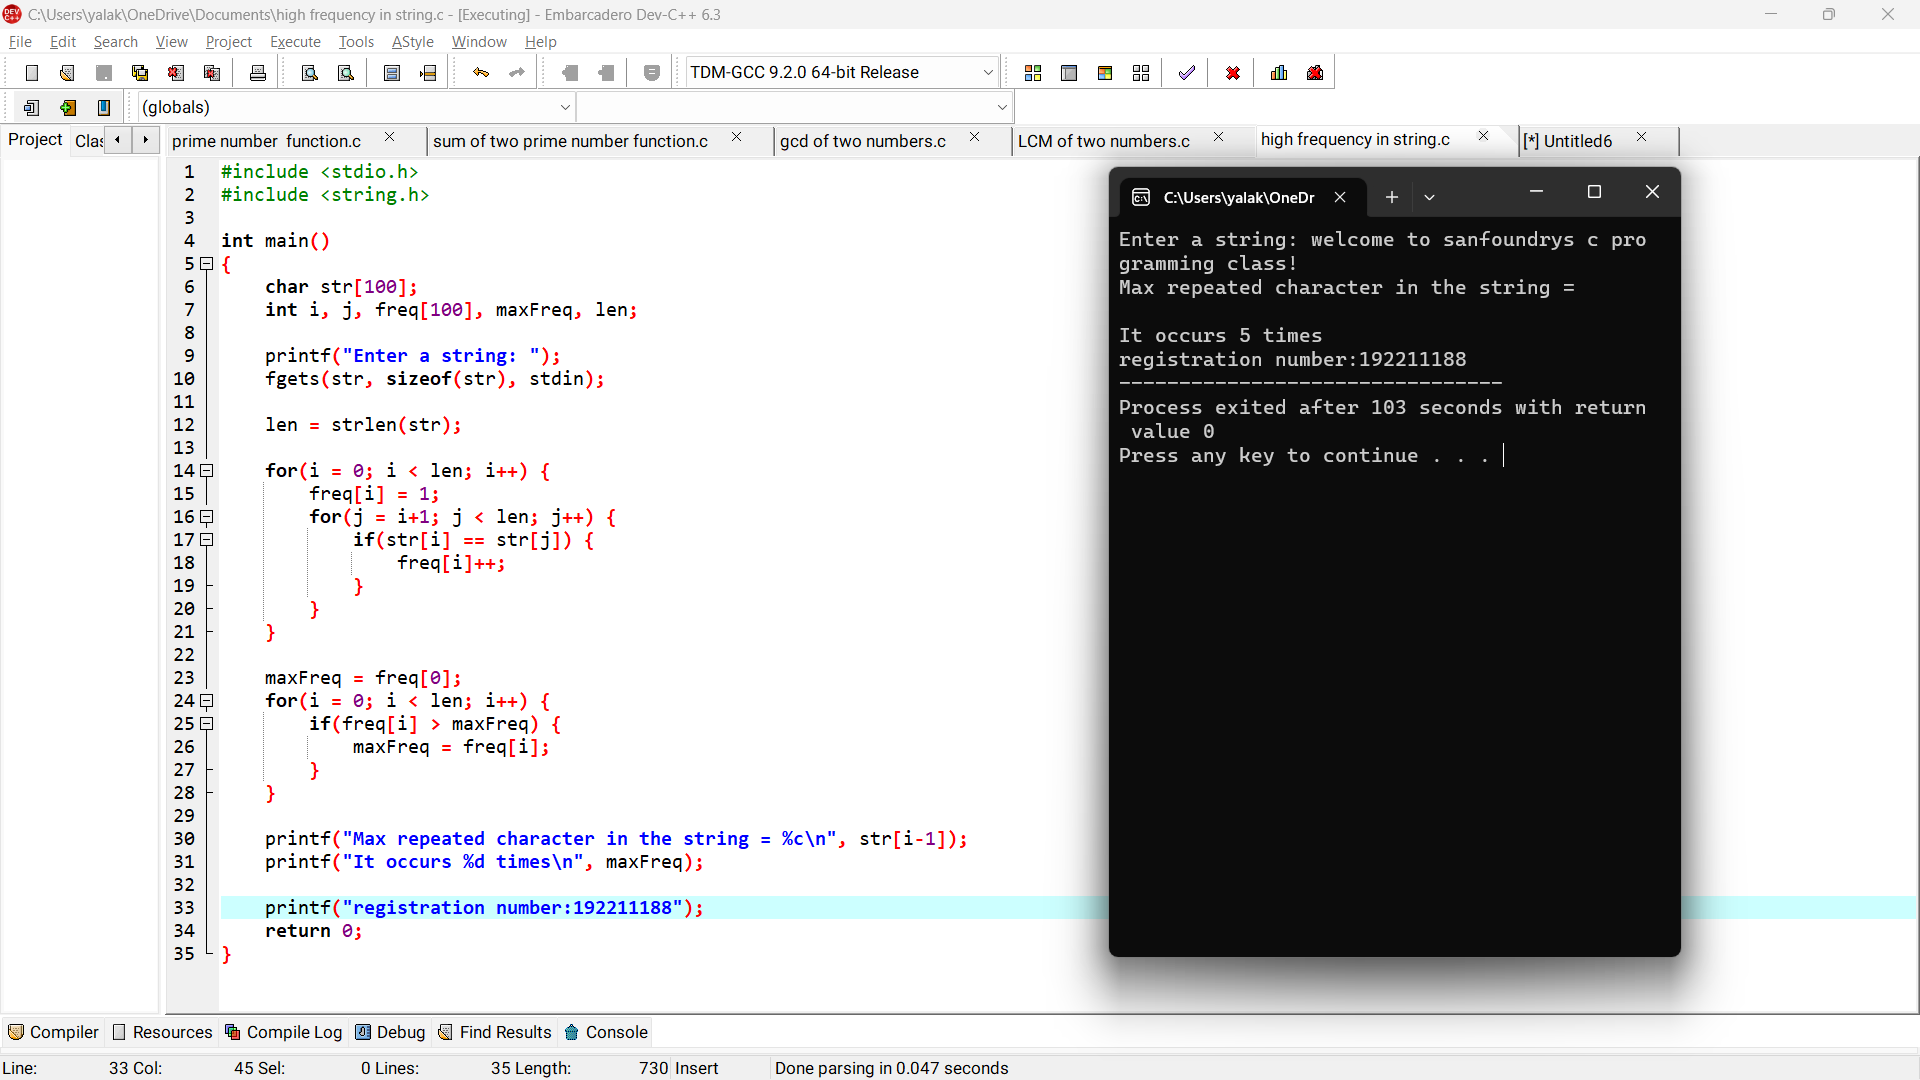 C:\Users\yalak\OneDrive\Documents\high frequency in string.c - [Executing] - Embarcadero Dev-C++ 6.3
File Edit Search View Project Execute Tools AStyle Window Help
TDM-GCC 9.2.0 64-bit Release
(globals)
Project Clas
prime number function.c sum of two prime number function.c gcd of two numbers.c LCM of two numbers.c high frequency in string.c [*] Untitled6
1 #include <stdio.h>
2 #include <string.h>
3
4 int main()
5 {
6 char str[100];
7 int i, j, freq[100], maxFreq, len;
8
9 printf("Enter a string: ");
10 fgets(str, sizeof(str), stdin);
11
12 len = strlen(str);
13
14 for(i = 0; i < len; i++) {
15 freq[i] = 1;
16 for(j = i+1; j < len; j++) {
17 if(str[i] == str[j]) {
18 freq[i]++;
19 }
20 }
21 }
22
23 maxFreq = freq[0];
24 for(i = 0; i < len; i++) {
25 if(freq[i] > maxFreq) {
26 maxFreq = freq[i];
27 }
28 }
29
30 printf("Max repeated character in the string = %c\n", str[i-1]);
31 printf("It occurs %d times\n", maxFreq);
32
33 printf("registration number:192211188");
34 return 0;
35 }
C:\Users\yalak\OneDr
Enter a string: welcome to sanfoundrys c pro
gramming class!
Max repeated character in the string =
It occurs 5 times
registration number:192211188
--------------------------------
Process exited after 103 seconds with return
value 0
Press any key to continue . . .
Compiler Resources Compile Log Debug Find Results Console
Line: 33 Col: 45 Sel: 0 Lines: 35 Length: 730 Insert Done parsing in 0.047 seconds